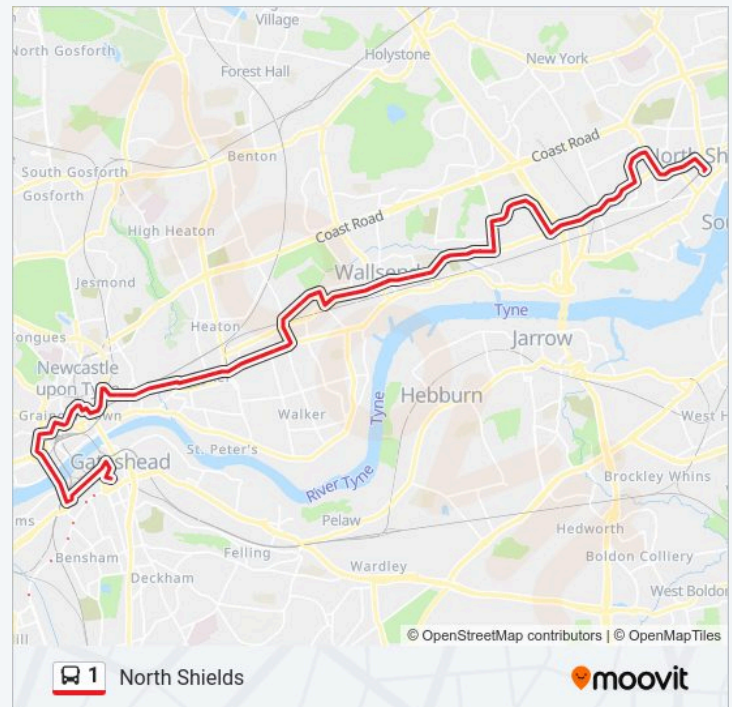 Village
North Gosforth
Holystone
New York
Forest Hall
Coast Road
North Sh
Benton
South Gosforth
Gosforth
Coast Road
High Heaton
Sou
Wallsend
Jesmond
Tyne
Heaton
Jarrow
ongues
Newcastle
upon Tyne
Hebburn
Walker
Tyne
West H
St. Peter's
Gateshead
River Tyne
Brockley Whins
ms
Pelaw
Hedworth
Bensham
Felling
Boldon Colliery
Wardley
Deckham
West Boldon
ill
© OpenStreetMap contributors | © OpenMapTiles
1 North Shields
moovit